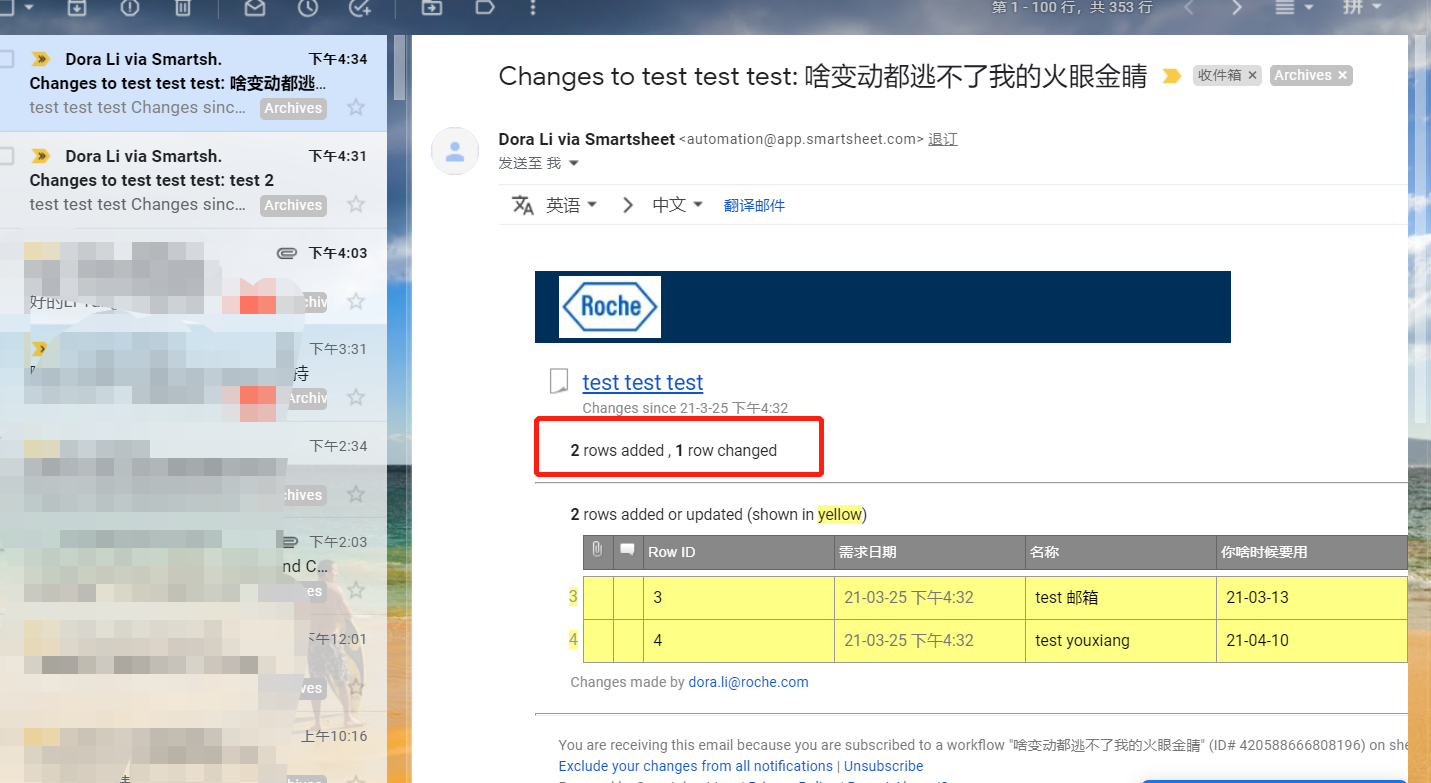 第 1 - 100 行，共 353 行
拼
Dora Li via Smartsh.
下午4:34
Changes to test test test: 啥变动都逃...
test test test Changes sinc...
Archives
Dora Li via Smartsh.
下午4:31
Changes to test test test: test 2
test test test Changes sinc...
Archives
下午4:03
好的
下午3:31
持
Archiv
下午2:34
chives
下午2:03
nd C...
es
下午12:01
ves
上午10:16
Changes to test test test: 啥变动都逃不了我的火眼金睛
收件箱 ×
Archives ×
Dora Li via Smartsheet <automation@app.smartsheet.com> 退订
发送至 我
英语 > 中文 翻译邮件
Roche
test test test
Changes since 21-3-25 下午4:32
2 rows added , 1 row changed
2 rows added or updated (shown in yellow)
Row ID 需求日期 名称 你啥时候要用
3 3 21-03-25 下午4:32 test 邮箱 21-03-13
4 4 21-03-25 下午4:32 test youxiang 21-04-10
Changes made by dora.li@roche.com
You are receiving this email because you are subscribed to a workflow "啥变动都逃不了我的火眼金睛" (ID# 420588666808196) on she
Exclude your changes from all notifications | Unsubscribe